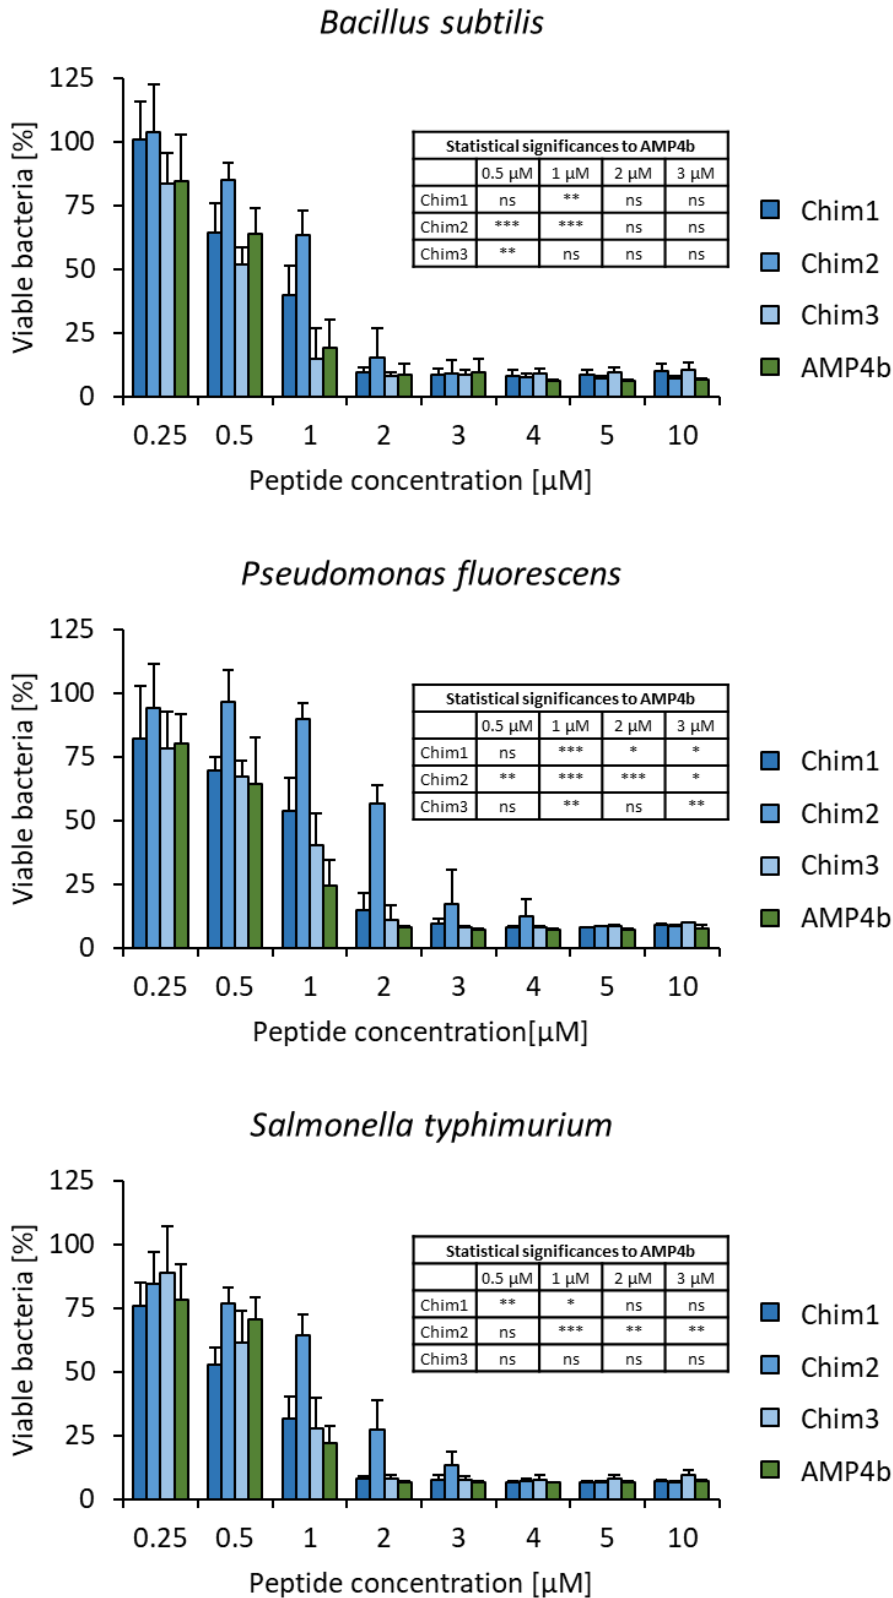 Bacillus subtilis
Viable bacteria [%]
125
100
75
50
25
0
0.25 0.5 1 2 3 4 5 10
Peptide concentration [µM]
Statistical significances to AMP4b
0.5 µM 1 µM 2 µM 3 µM
Chim1 ns ** ns ns
Chim2 *** *** ns ns
Chim3 ** ns ns ns
Chim1
Chim2
Chim3
AMP4b
Pseudomonas fluorescens
Viable bacteria [%]
125
100
75
50
25
0
0.25 0.5 1 2 3 4 5 10
Peptide concentration[µM]
Statistical significances to AMP4b
0.5 µM 1 µM 2 µM 3 µM
Chim1 ns *** * *
Chim2 ** *** *** *
Chim3 ns ** ns **
Chim1
Chim2
Chim3
AMP4b
Salmonella typhimurium
Viable bacteria [%]
125
100
75
50
25
0
0.25 0.5 1 2 3 4 5 10
Peptide concentration [µM]
Statistical significances to AMP4b
0.5 µM 1 µM 2 µM 3 µM
Chim1 ** * ns ns
Chim2 ns *** ** **
Chim3 ns ns ns ns
Chim1
Chim2
Chim3
AMP4b